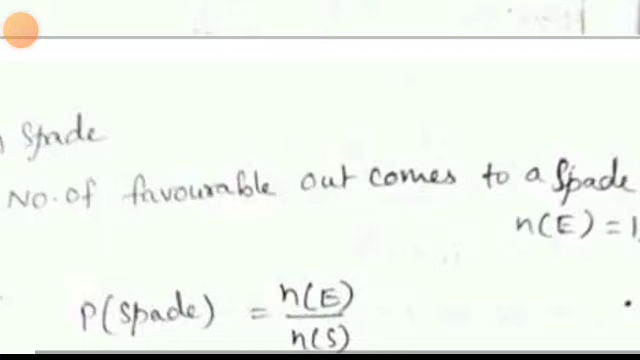 ) Spade
No. of favourable out comes to a Spade
n(E) = 1
P(Spade) = n(E)/n(S)